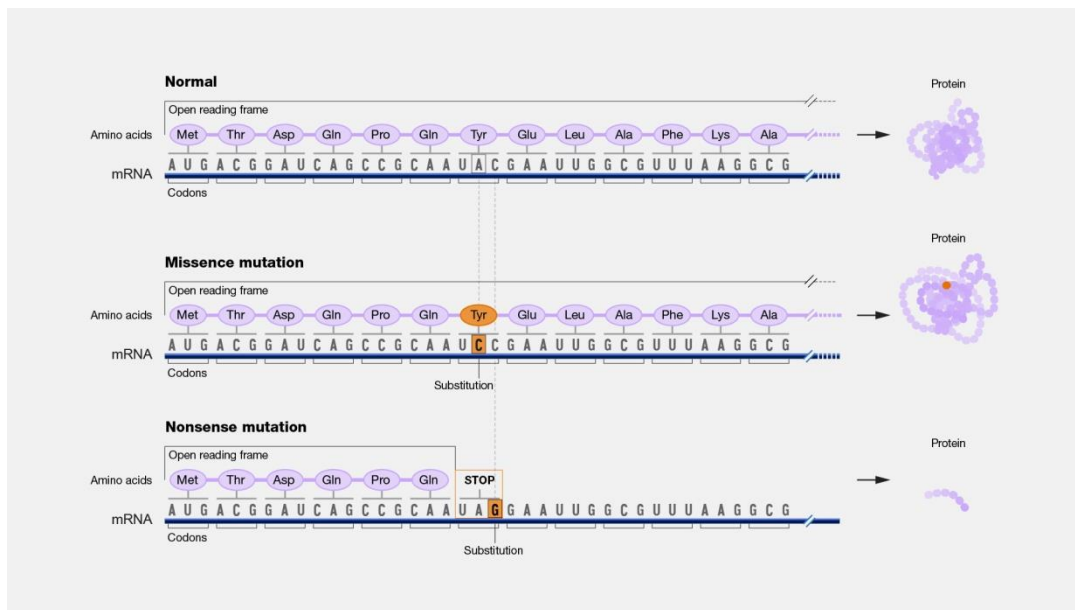 Normal
Protein
Open reading frame
Amino acids Met Thr Asp Gln Pro Gln Tyr Glu Leu Ala Phe Lys Ala
mRNA A U G A C G G A U C A G C C G C A A U A C G A A U U G G C G U U U A A G G C G
Codons
Protein
Missence mutation
Open reading frame
Amino acids Met Thr Asp Gln Pro Gln Tyr Glu Leu Ala Phe Lys Ala
mRNA A U G A C G G A U C A G C C G C A A U C C G A A U U G G C G U U U A A G G C G
Codons
Substitution
Nonsense mutation
Protein
Open reading frame
Amino acids Met Thr Asp Gln Pro Gln STOP
mRNA A U G A C G G A U C A G C C G C A A U A G G A A U U G G C G U U U A A G G C G
Codons
Substitution